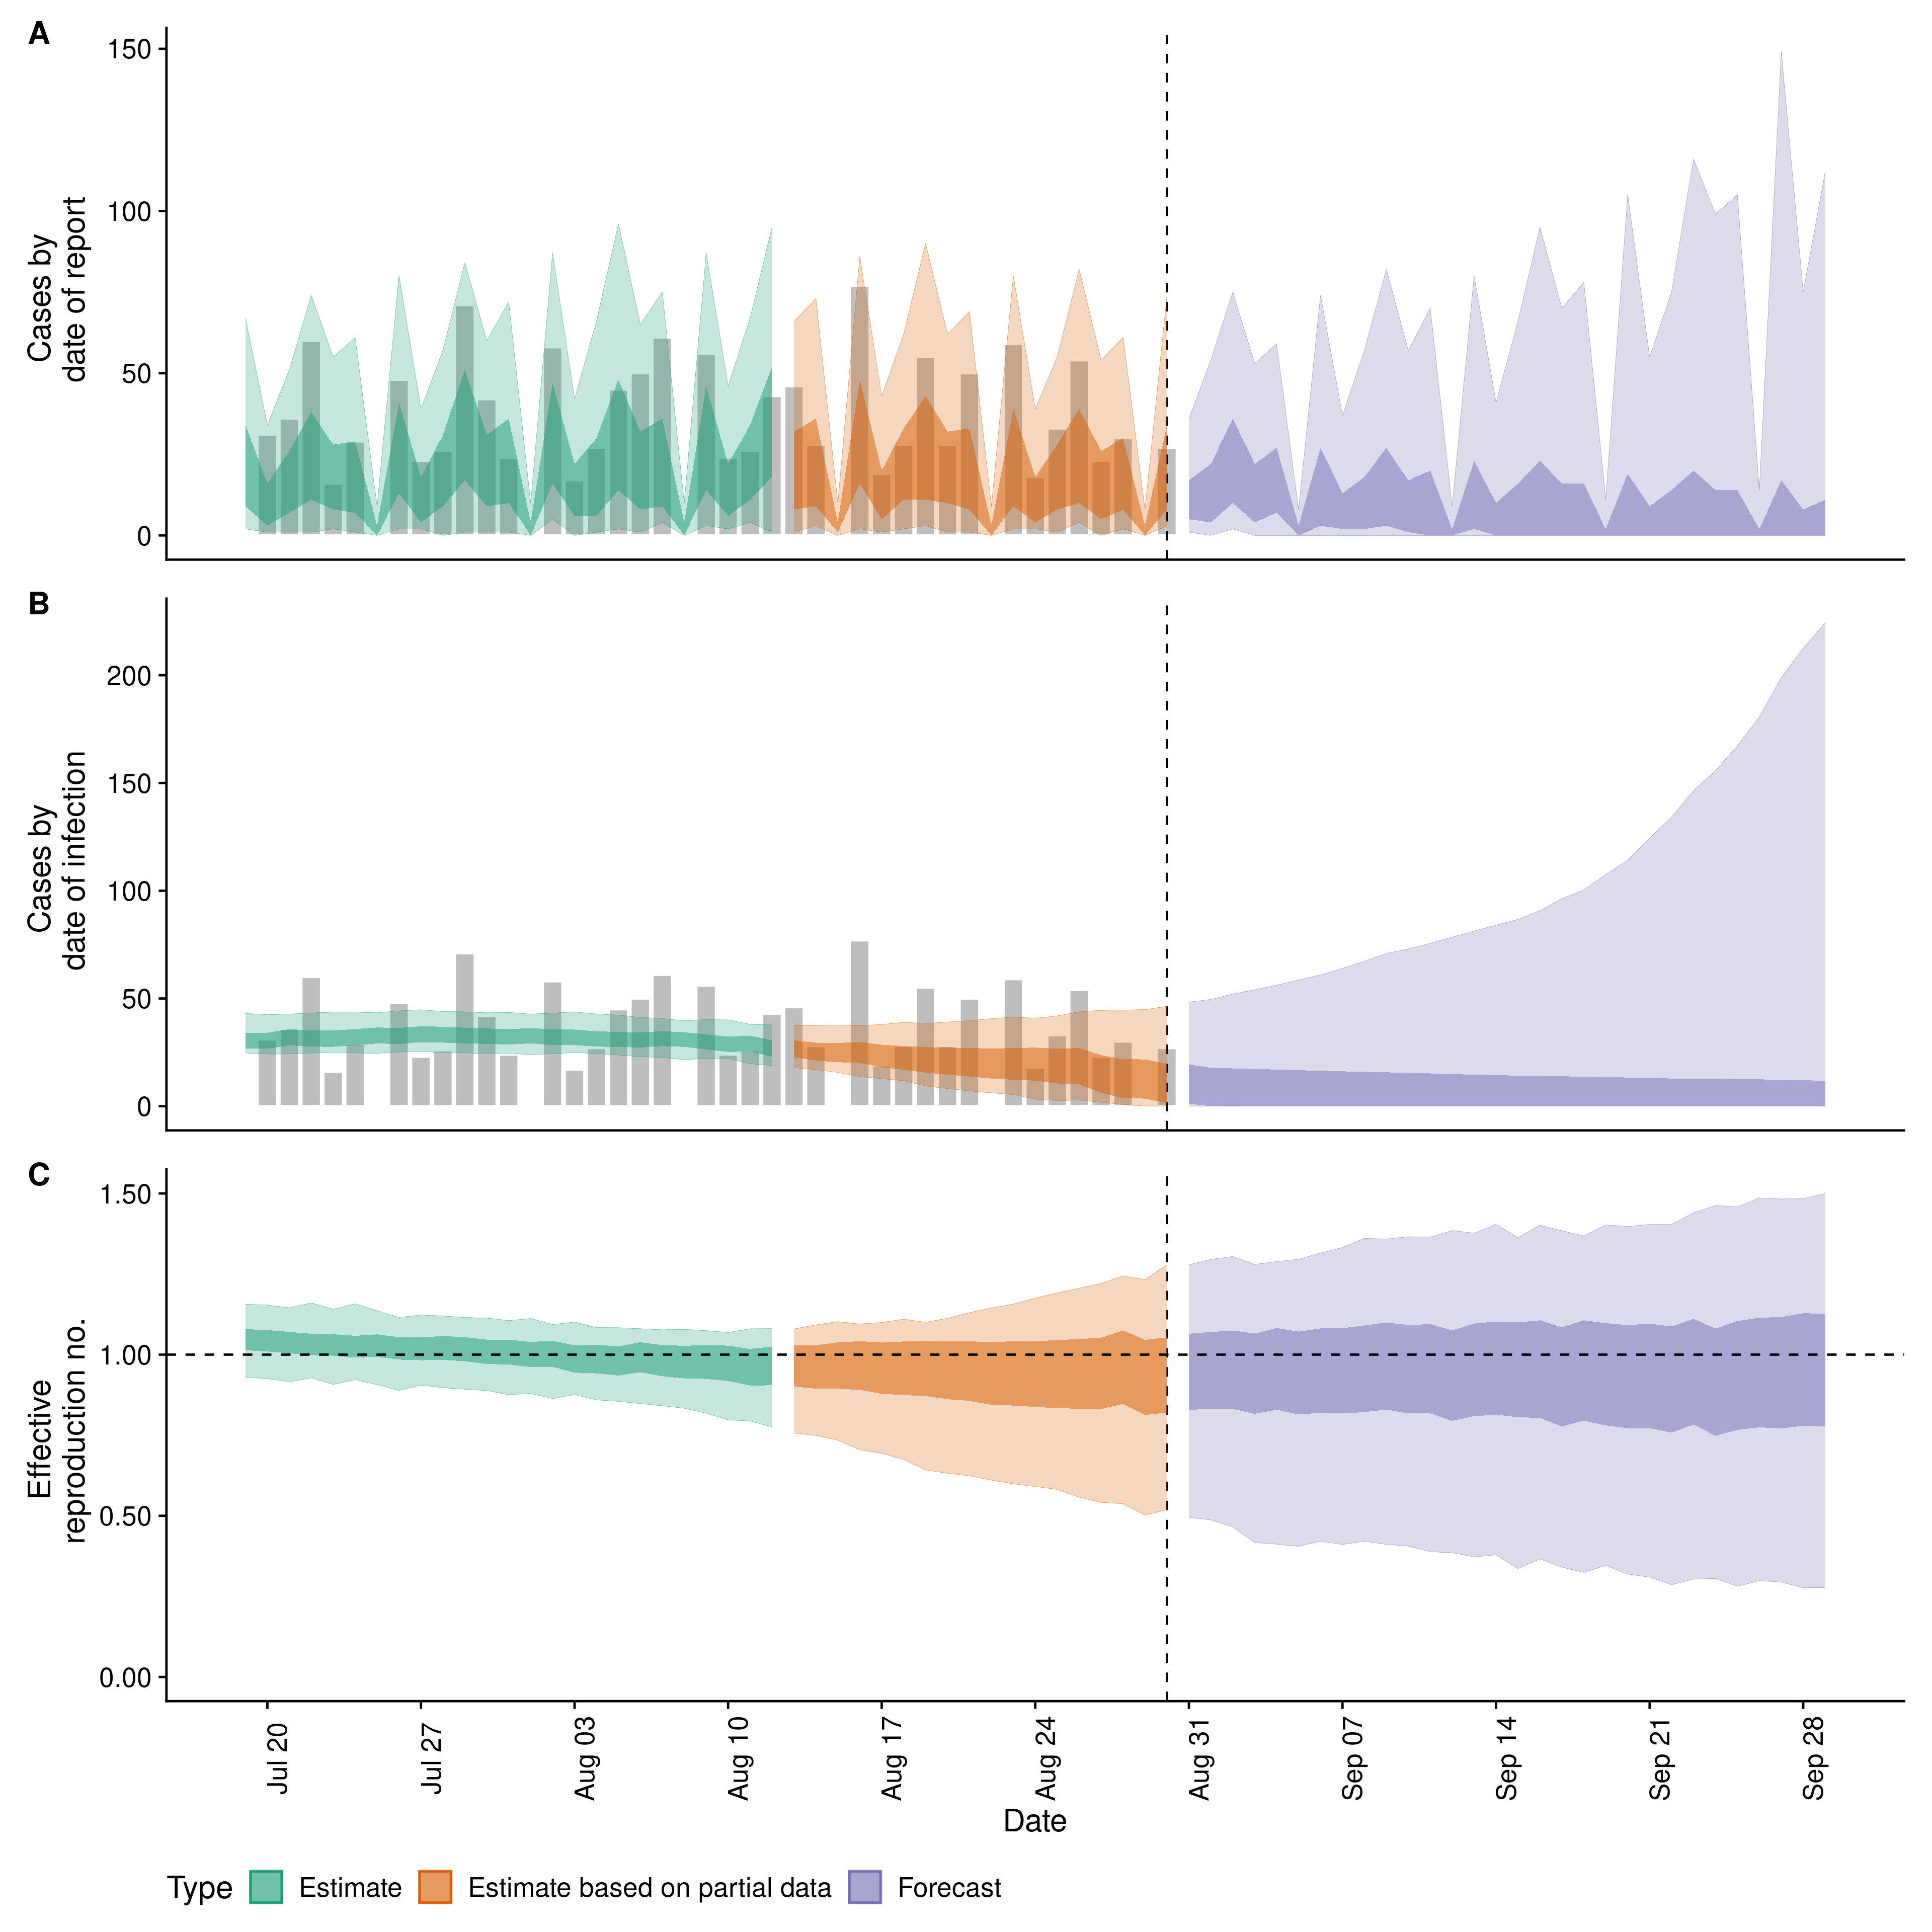 A
Cases by
date of report
150
100
50
0
B
Cases by
date of infection
200
150
100
50
0
C
Effective
reproduction no.
1.50
1.00
0.50
0.00
Jul 20
Jul 27
Aug 03
Aug 10
Aug 17
Aug 24
Aug 31
Sep 07
Sep 14
Sep 21
Sep 28
Date
Type Estimate Estimate based on partial data Forecast